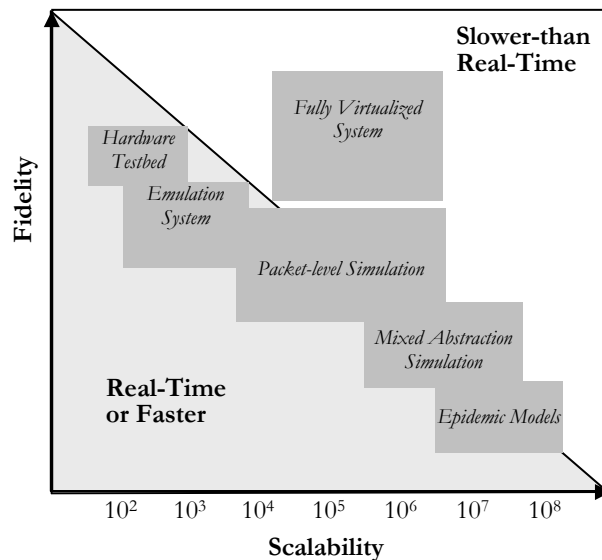 Slower-than
Real-Time
Fully Virtualized
System
Hardware
Testbed
Emulation
System
Fidelity
Packet-level Simulation
Mixed Abstraction
Simulation
Real-Time
or Faster
Epidemic Models
10² 10³ 10⁴ 10⁵ 10⁶ 10⁷ 10⁸
Scalability